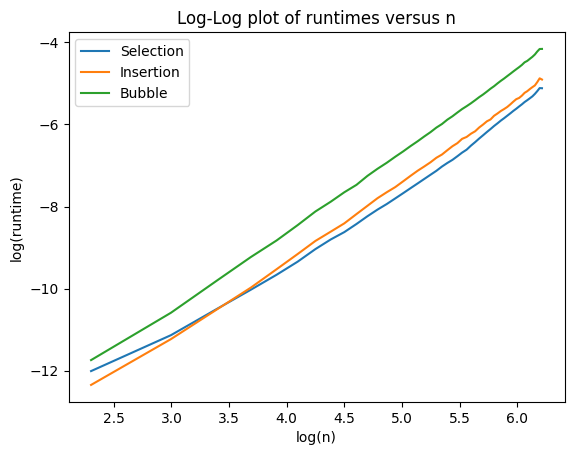 Log-Log plot of runtimes versus n
Selection
Insertion
Bubble
log(runtime)
−4
−6
−8
−10
−12
2.5 3.0 3.5 4.0 4.5 5.0 5.5 6.0
log(n)